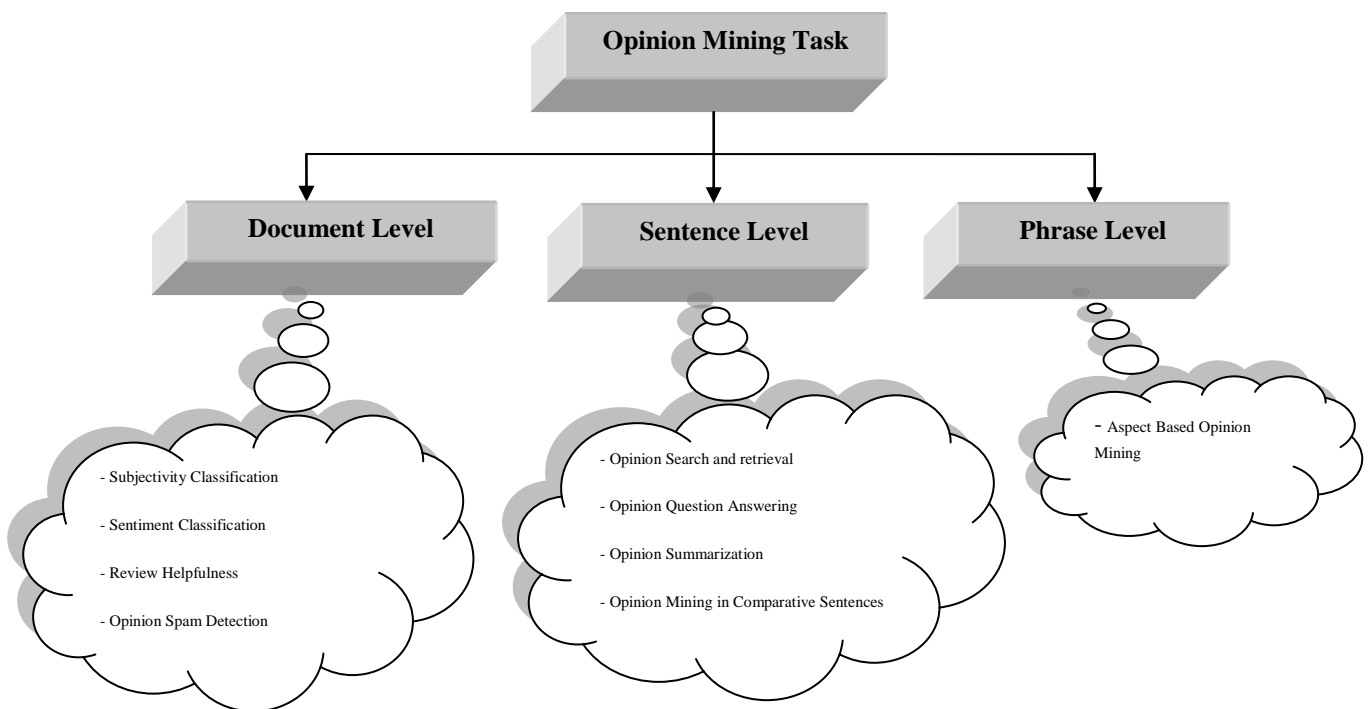 Opinion Mining Task
Document Level
Sentence Level
Phrase Level
- Subjectivity Classification
- Sentiment Classification
- Review Helpfulness
- Opinion Spam Detection
- Opinion Search and retrieval
- Opinion Question Answering
- Opinion Summarization
- Opinion Mining in Comparative Sentences
- Aspect Based Opinion
Mining